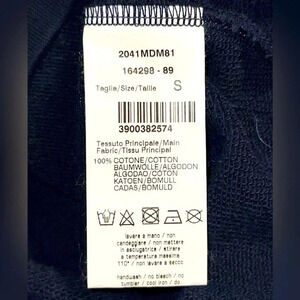 2041MDM81
164298 - 89
Taglia/Size/Taille S
3900382574
Tessuto Principale/Main
Fabric/Tissu Principal
100% COTONE/COTTON
BAUMWOLLE/ALGODON
ALGODAO/COTON
KATOEN/BOMULL
CADAS/BOMULD
lavare a mano / non
candeggiare / non mettere
in asciugatrice / stirare
a temperatura massima
110° / non lavare a secco
handwash / no bleach / no
tumbler / cool iron / do